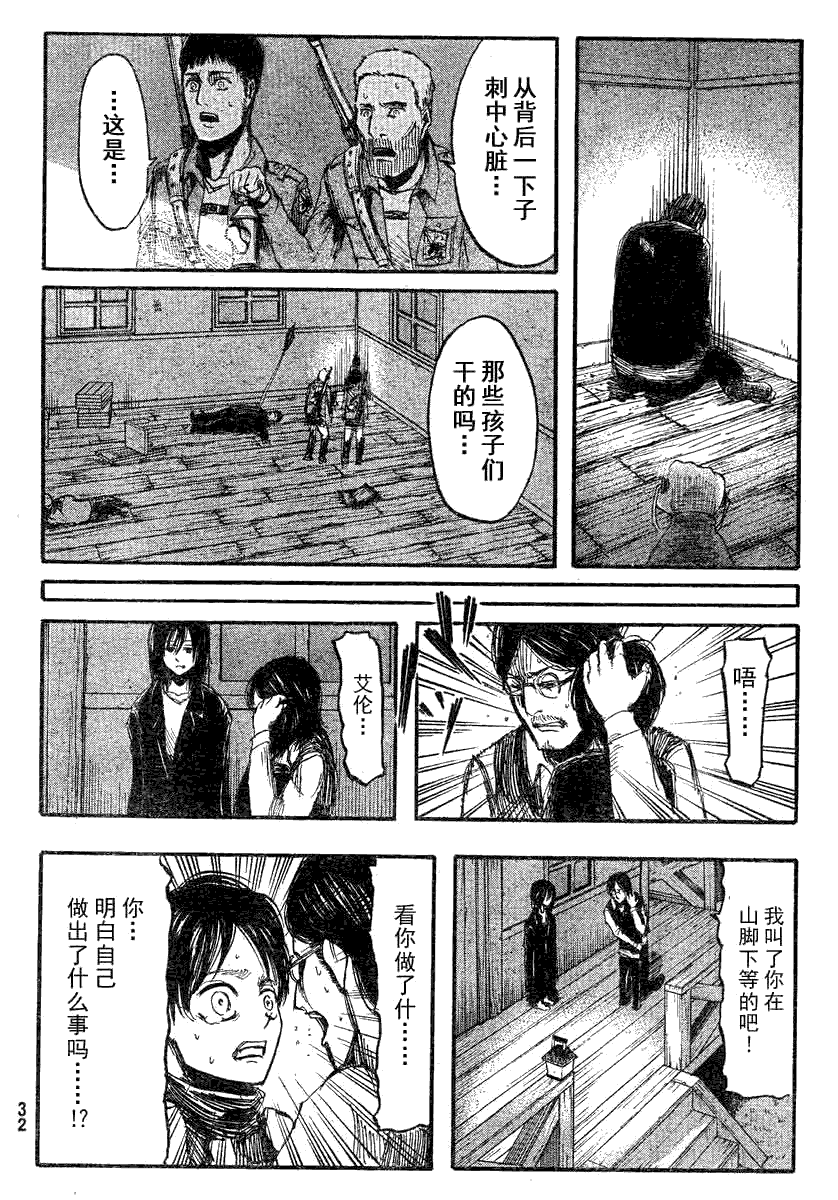 从背后一下子
刺中心脏…
…这是…
那些孩子们
干的吗…
唔……
艾伦…
我叫了你在
山脚下等的吧！
看你做了什……
你…
明白自己
做出了什么事吗……!?
32